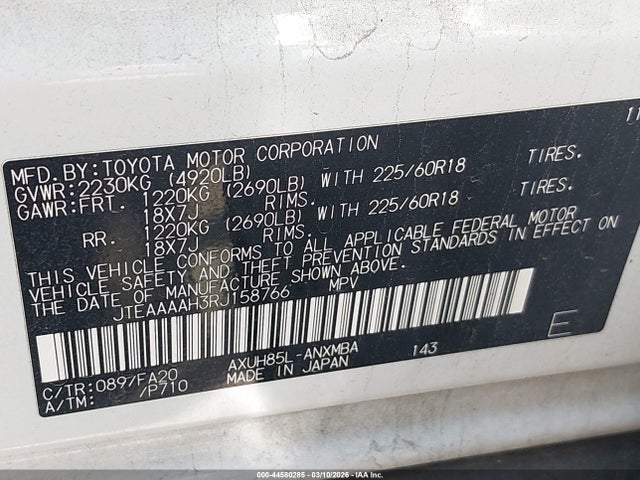 11
MFD.BY:TOYOTA MOTOR CORPORATION
GVWR:2230KG (4920LB)
GAWR:FRT. 1220KG (2690LB) WITH 225/60R18 TIRES.
18X7J RIMS.
RR. 1220KG (2690LB) WITH 225/60R18 TIRES.
18X7J RIMS.
THIS VEHICLE CONFORMS TO ALL APPLICABLE FEDERAL MOTOR
VEHICLE SAFETY AND THEFT PREVENTION STANDARDS IN EFFECT ON
THE DATE OF MANUFACTURE SHOWN ABOVE.
JTEAAAAH3RJ158766 MPV
C/TR:089/FA20 AXUH85L-ANXMBA 143 E
A/TM: /P710 MADE IN JAPAN
000-44580285 - 03/10/2026 - IAA Inc.